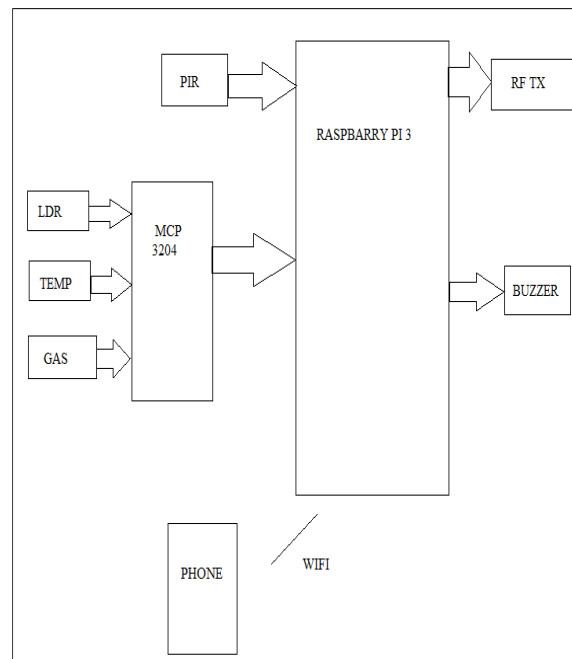 PIR
RASPBARRY PI 3
RF TX
LDR
MCP
3204
TEMP
GAS
BUZZER
PHONE
WIFI